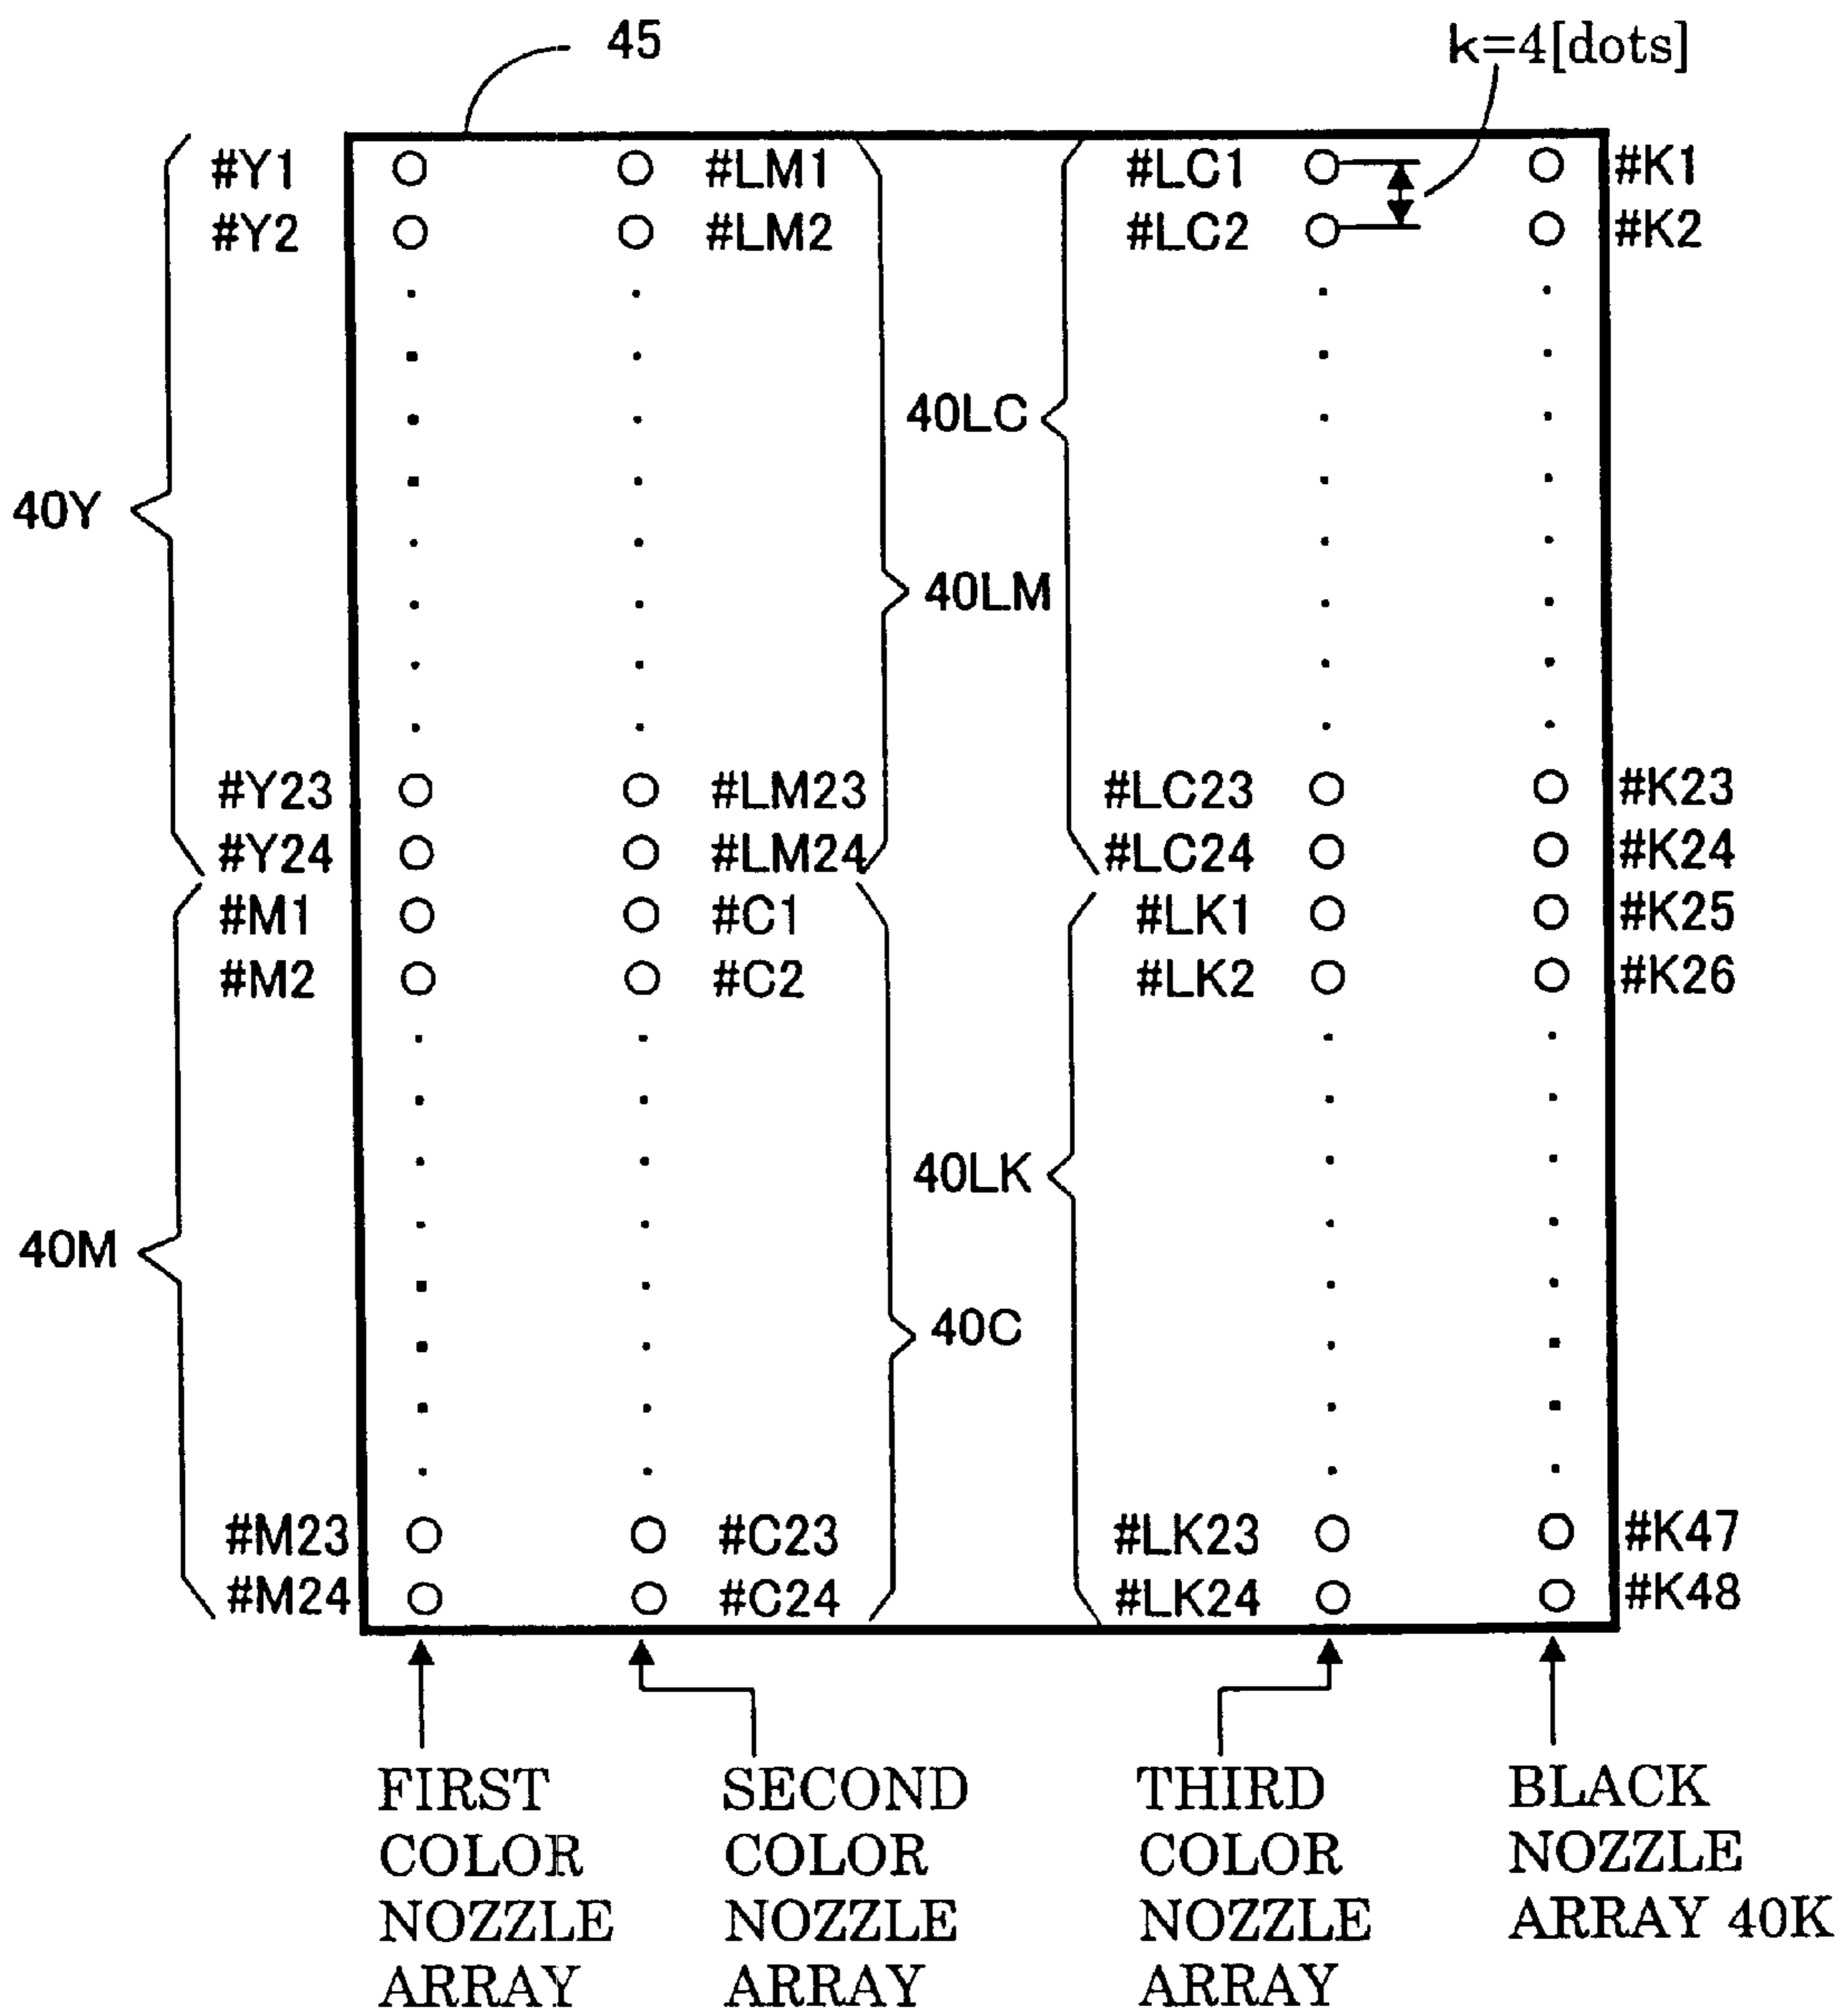 45
k=4[dots]
#Y1 #LM1 #LC1 #K1
#Y2 #LM2 #LC2 #K2
40LC
40Y
40LM
#Y23 #LM23 #LC23 #K23
#Y24 #LM24 #LC24 #K24
#M1 #C1 #LK1 #K25
#M2 #C2 #LK2 #K26
40LK
40M
40C
#M23 #C23 #LK23 #K47
#M24 #C24 #LK24 #K48
FIRST
COLOR
NOZZLE
ARRAY
SECOND
COLOR
NOZZLE
ARRAY
THIRD
COLOR
NOZZLE
ARRAY
BLACK
NOZZLE
ARRAY 40K